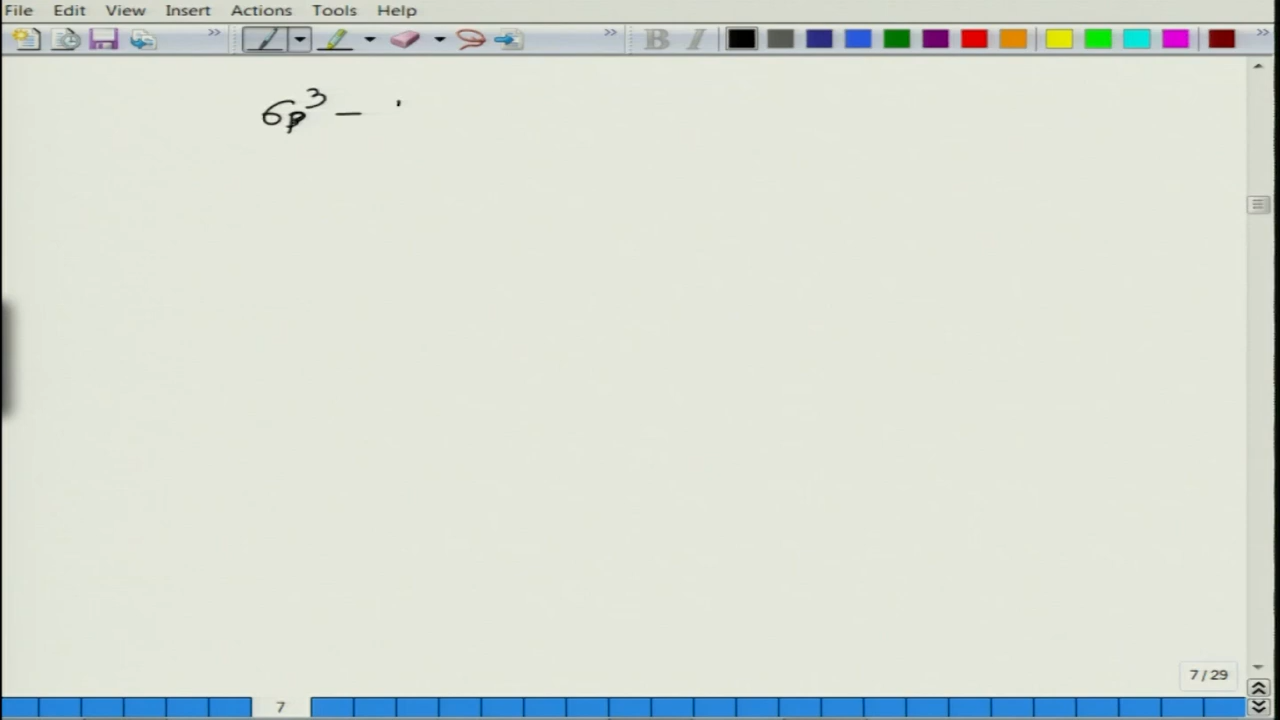 File Edit View Insert Actions Tools Help
B I
6p³ –
7 / 29
7